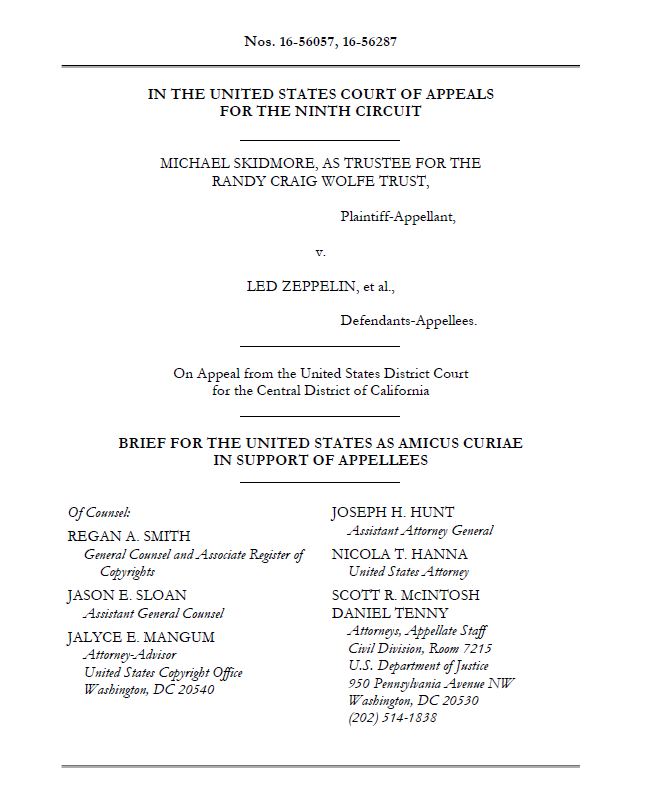 Nos. 16-56057, 16-56287
IN THE UNITED STATES COURT OF APPEALS
FOR THE NINTH CIRCUIT
MICHAEL SKIDMORE, AS TRUSTEE FOR THE
RANDY CRAIG WOLFE TRUST,
Plaintiff-Appellant,
v.
LED ZEPPELIN, et al.,
Defendants-Appellees.
On Appeal from the United States District Court
for the Central District of California
BRIEF FOR THE UNITED STATES AS AMICUS CURIAE
IN SUPPORT OF APPELLEES
Of Counsel:
REGAN A. SMITH
General Counsel and Associate Register of
Copyrights
JASON E. SLOAN
Assistant General Counsel
JALYCE E. MANGUM
Attorney-Advisor
United States Copyright Office
Washington, DC 20540
JOSEPH H. HUNT
Assistant Attorney General
NICOLA T. HANNA
United States Attorney
SCOTT R. McINTOSH
DANIEL TENNY
Attorneys, Appellate Staff
Civil Division, Room 7215
U.S. Department of Justice
950 Pennsylvania Avenue NW
Washington, DC 20530
(202) 514-1838